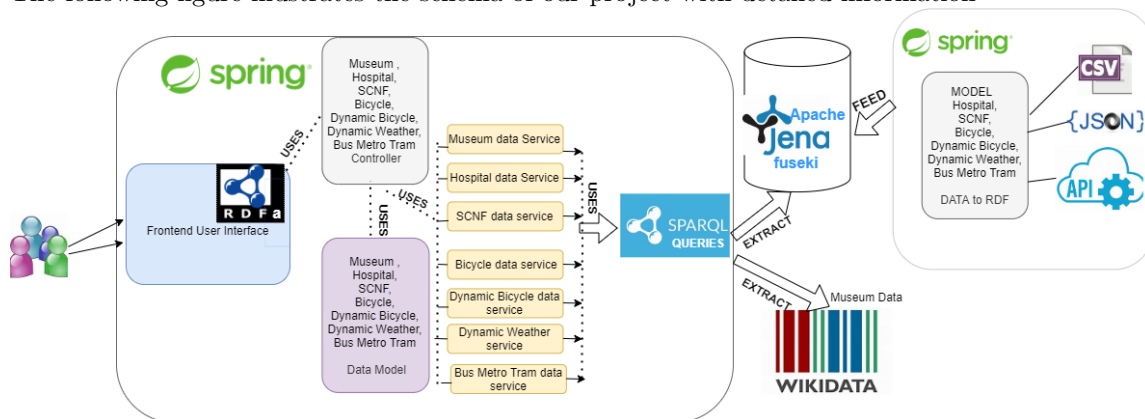 The following figure illustrates the schema of our project with detailed information
spring
Museum ,
Hospital,
SCNF,
Bicycle,
Dynamic Bicycle,
Dynamic Weather,
Bus Metro Tram
Controller
USES
RDFa
Frontend User Interface
USES
USES
Museum ,
Hospital,
SCNF,
Bicycle,
Dynamic Bicycle,
Dynamic Weather,
Bus Metro Tram
Data Model
Museum data Service
Hospital data Service
SCNF data service
Bicycle data service
Dynamic Bicycle data
service
Dynamic Weather
service
Bus Metro Tram data
service
USES
SPARQL
QUERIES
EXTRACT
EXTRACT
Apache
Jena
fuseki
FEED
Museum Data
WIKIDATA
spring
MODEL
Hospital,
SCNF,
Bicycle,
Dynamic Bicycle,
Dynamic Weather,
Bus Metro Tram
DATA to RDF
CSV
{JSON}
API